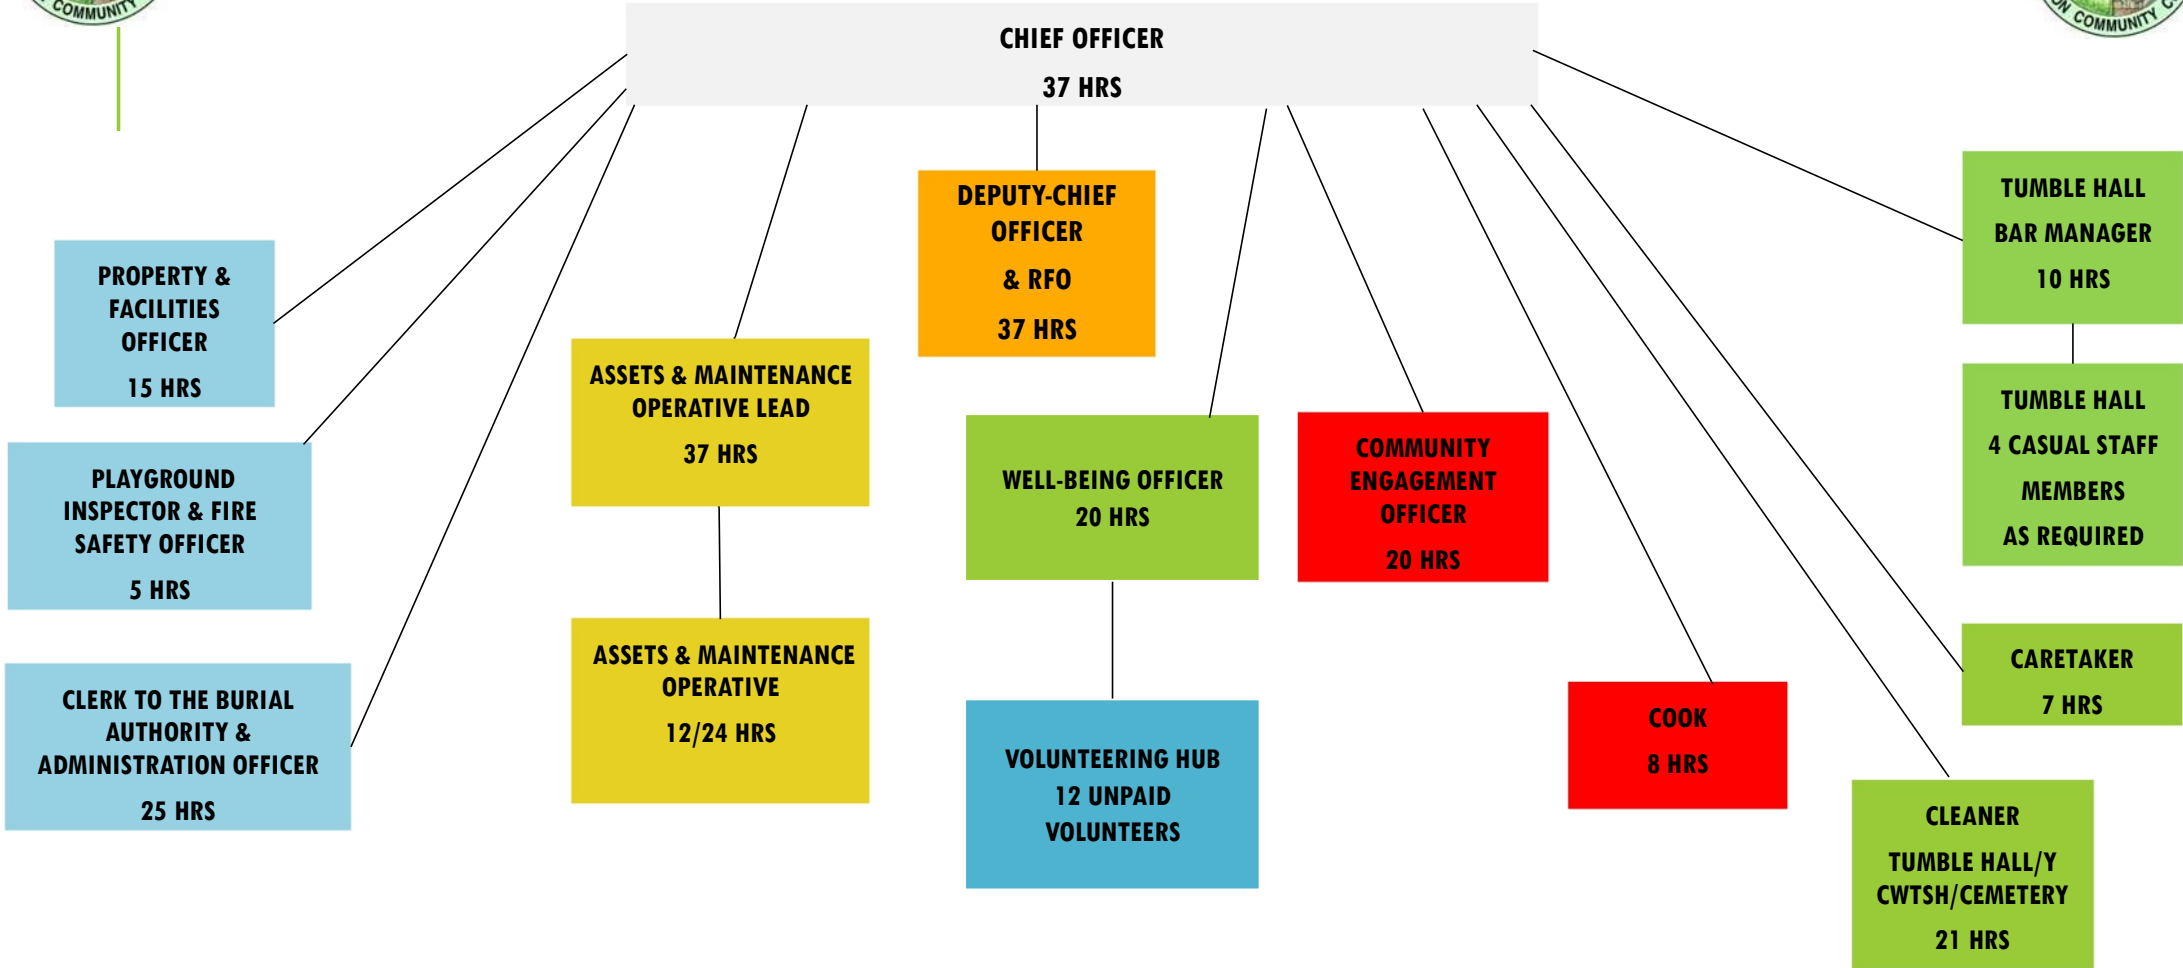 COMMUNITY
ON COMMUNITY CO
CHIEF OFFICER
37 HRS
PROPERTY &
FACILITIES
OFFICER
15 HRS
PLAYGROUND
INSPECTOR & FIRE
SAFETY OFFICER
5 HRS
CLERK TO THE BURIAL
AUTHORITY &
ADMINISTRATION OFFICER
25 HRS
ASSETS & MAINTENANCE
OPERATIVE LEAD
37 HRS
ASSETS & MAINTENANCE
OPERATIVE
12/24 HRS
DEPUTY-CHIEF
OFFICER
& RFO
37 HRS
WELL-BEING OFFICER
20 HRS
VOLUNTEERING HUB
12 UNPAID
VOLUNTEERS
COMMUNITY
ENGAGEMENT
OFFICER
20 HRS
COOK
8 HRS
TUMBLE HALL
BAR MANAGER
10 HRS
TUMBLE HALL
4 CASUAL STAFF
MEMBERS
AS REQUIRED
CARETAKER
7 HRS
CLEANER
TUMBLE HALL/Y
CWTSH/CEMETERY
21 HRS